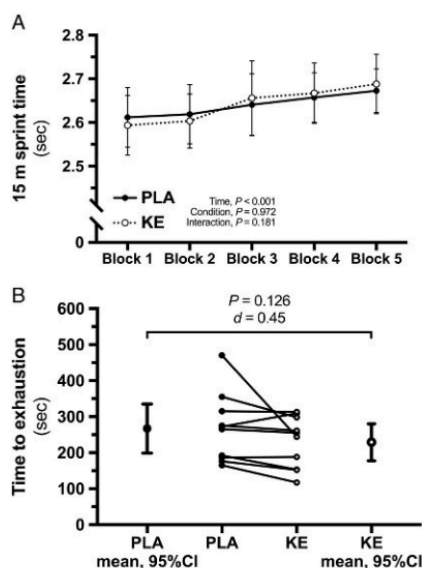 A
2.8
2.7
2.6
2.5
0
15 m sprint time
(sec)
PLA
KE
Time, P < 0.001
Condition, P = 0.972
Interaction, P = 0.181
Block 1 Block 2 Block 3 Block 4 Block 5
B
P = 0.126
d = 0.45
600
500
400
300
200
100
0
Time to exhaustion
(sec)
PLA PLA KE KE
mean, 95%CI mean, 95%CI